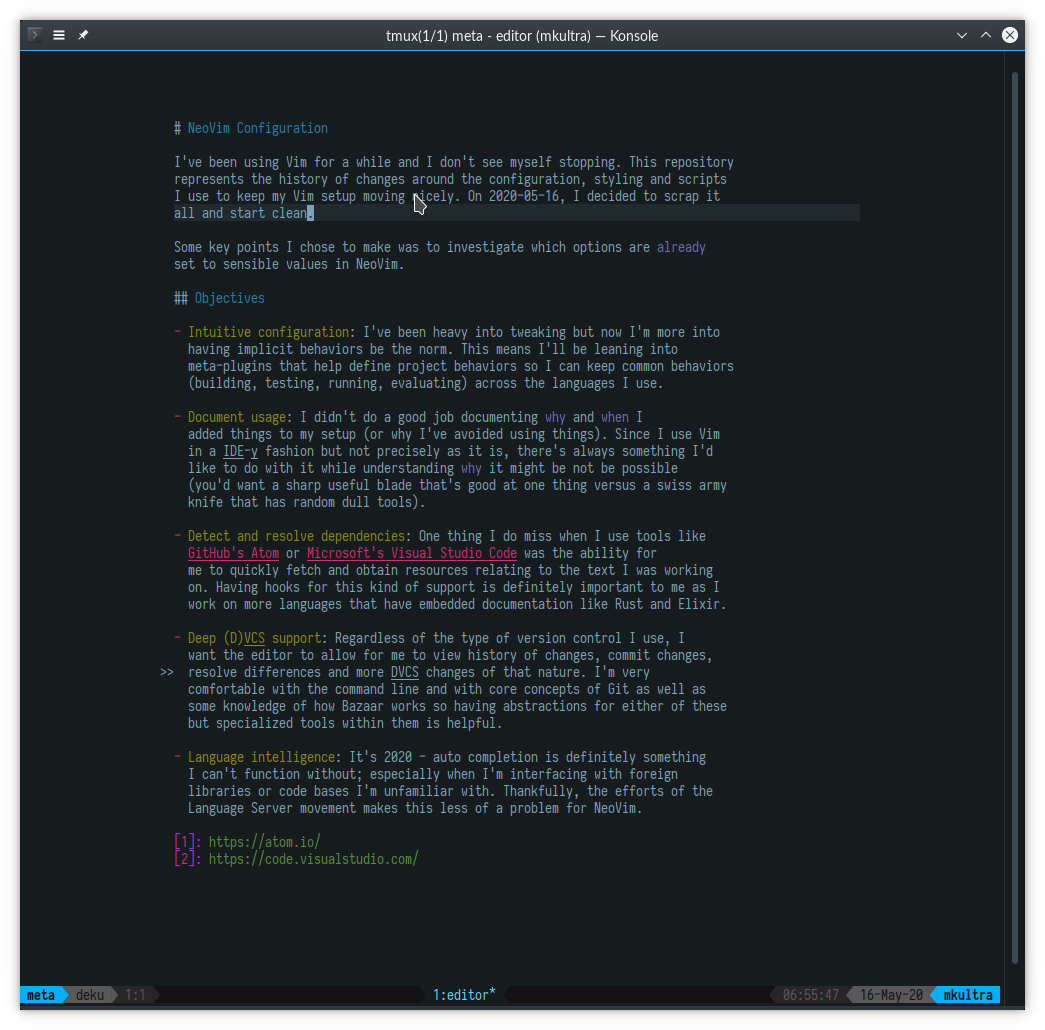 tmux(1/1) meta - editor (mkultra) — Konsole
# NeoVim Configuration
I've been using Vim for a while and I don't see myself stopping. This repository
represents the history of changes around the configuration, styling and scripts
I use to keep my Vim setup moving nicely. On 2020-05-16, I decided to scrap it
all and start clean.
Some key points I chose to make was to investigate which options are already
set to sensible values in NeoVim.
## Objectives
- Intuitive configuration: I've been heavy into tweaking but now I'm more into
having implicit behaviors be the norm. This means I'll be leaning into
meta-plugins that help define project behaviors so I can keep common behaviors
(building, testing, running, evaluating) across the languages I use.
- Document usage: I didn't do a good job documenting why and when I
added things to my setup (or why I've avoided using things). Since I use Vim
in a IDE-y fashion but not precisely as it is, there's always something I'd
like to do with it while understanding why it might be not be possible
(you'd want a sharp useful blade that's good at one thing versus a swiss army
knife that has random dull tools).
- Detect and resolve dependencies: One thing I do miss when I use tools like
GitHub's Atom or Microsoft's Visual Studio Code was the ability for
me to quickly fetch and obtain resources relating to the text I was working
on. Having hooks for this kind of support is definitely important to me as I
work on more languages that have embedded documentation like Rust and Elixir.
- Deep (D)VCS support: Regardless of the type of version control I use, I
want the editor to allow for me to view history of changes, commit changes,
>> resolve differences and more DVCS changes of that nature. I'm very
comfortable with the command line and with core concepts of Git as well as
some knowledge of how Bazaar works so having abstractions for either of these
but specialized tools within them is helpful.
- Language intelligence: It's 2020 - auto completion is definitely something
I can't function without; especially when I'm interfacing with foreign
libraries or code bases I'm unfamiliar with. Thankfully, the efforts of the
Language Server movement makes this less of a problem for NeoVim.
[1]: https://atom.io/
[2]: https://code.visualstudio.com/
meta deku 1:1 1:editor* 06:55:47 16-May-20 mkultra